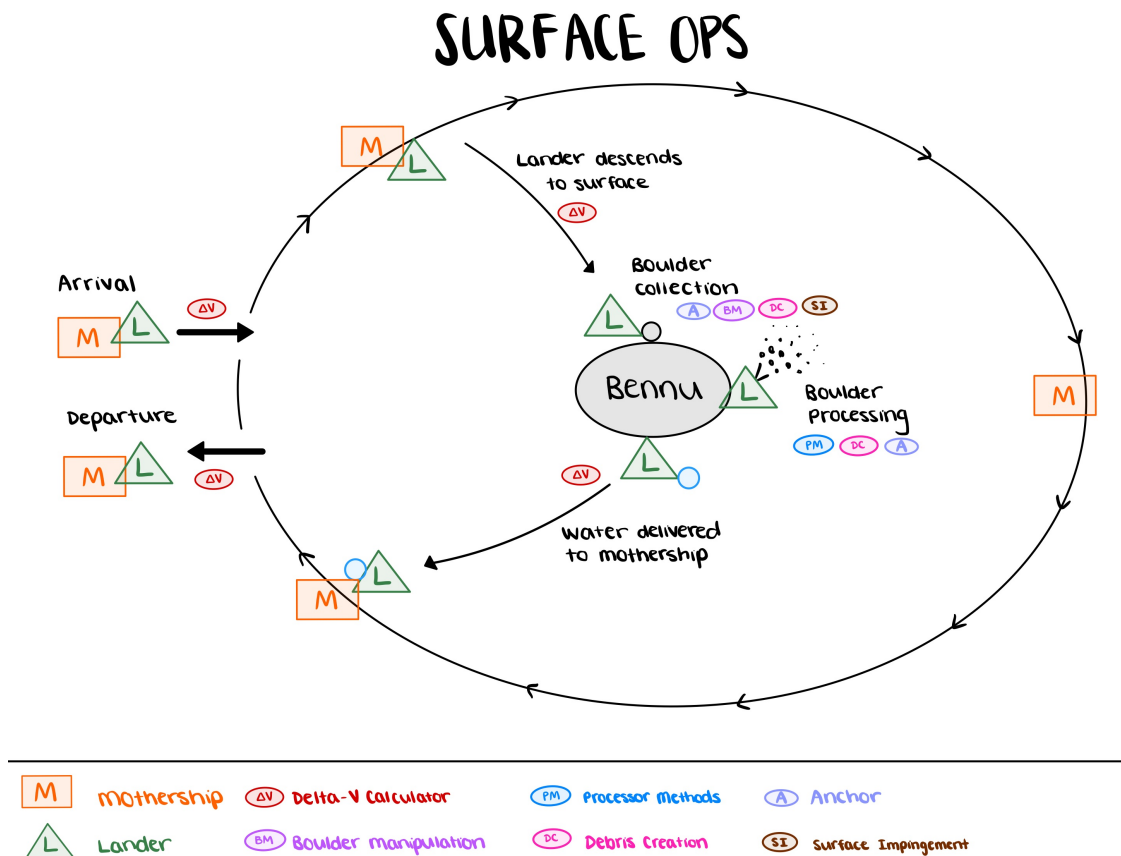 SURFACE OPS
M
L
Lander descends
to surface
ΔV
Arrival
M
L
ΔV
Boulder
collection
A
BM
DC
SI
L
Bennu
L
M
Boulder
Processing
PM
DC
A
Departure
M
L
ΔV
ΔV
L
Water delivered
to mothership
L
M
M
mothership
ΔV
Delta-V Calculator
PM
Processor Methods
A
Anchor
L
Lander
BM
Boulder manipulation
DC
Debris Creation
SI
Surface Impingement